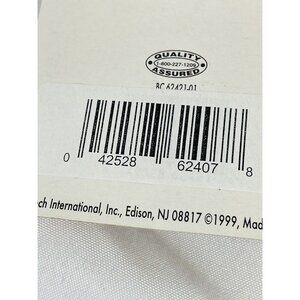 QUALITY
1-800-227-1209
ASSURED
BC 62421-01
0 42528 62407 8
ch International, Inc., Edison, NJ 08817 ©1999, Mad